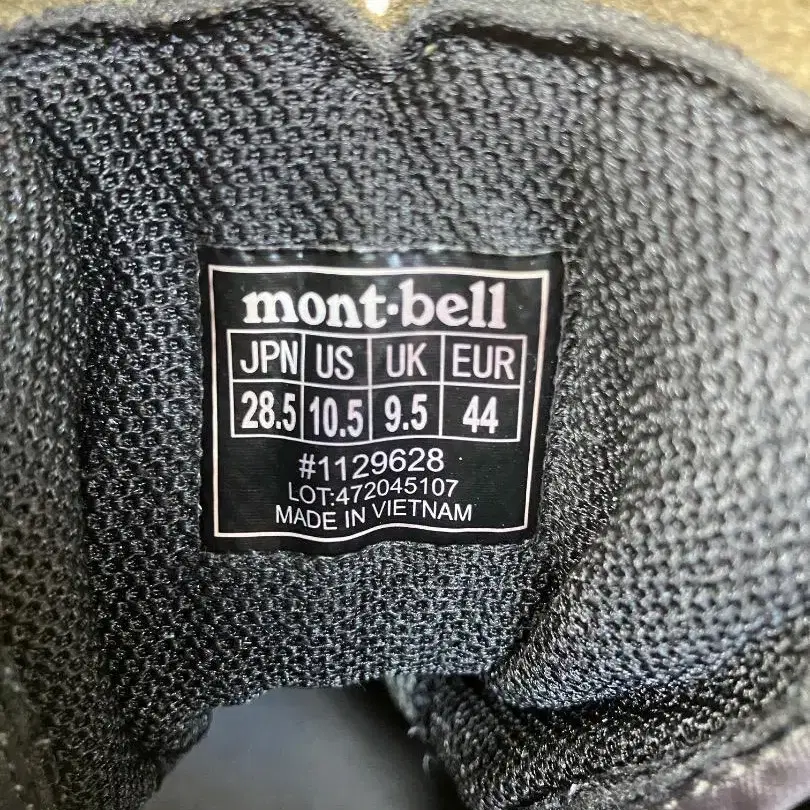 mont-bell
JPN US UK EUR
28.5 10.5 9.5 44
#1129628
LOT:472045107
MADE IN VIETNAM